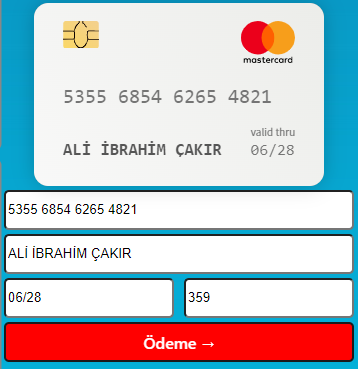 mastercard
5355 6854 6265 4821
valid thru
ALİ İBRAHİM ÇAKIR 06/28
5355 6854 6265 4821
ALİ İBRAHİM ÇAKIR
06/28 359
Ödeme →